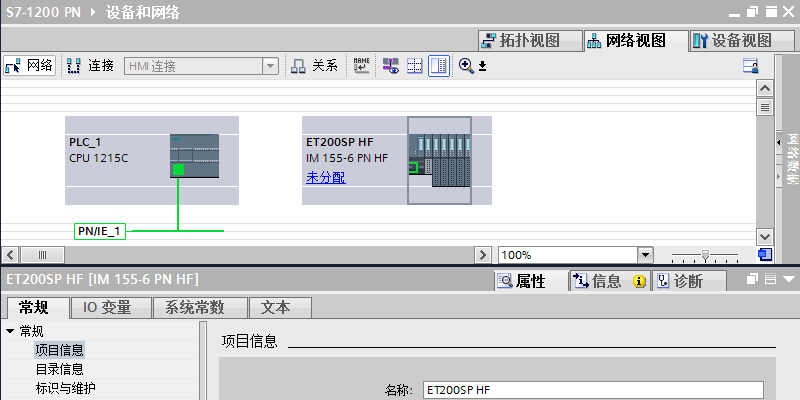 S7-1200 PN ▸ 设备和网络
拓扑视图 网络视图 设备视图
网络 连接 HMI 连接 关系
PLC_1
CPU 1215C
ET200SP HF
IM 155-6 PN HF
未分配
PN/IE_1
网络数据
100%
ET200SP HF [IM 155-6 PN HF]
属性 信息 诊断
常规 IO 变量 系统常数 文本
常规
项目信息
目录信息
标识与维护
项目信息
名称: ET200SP HF